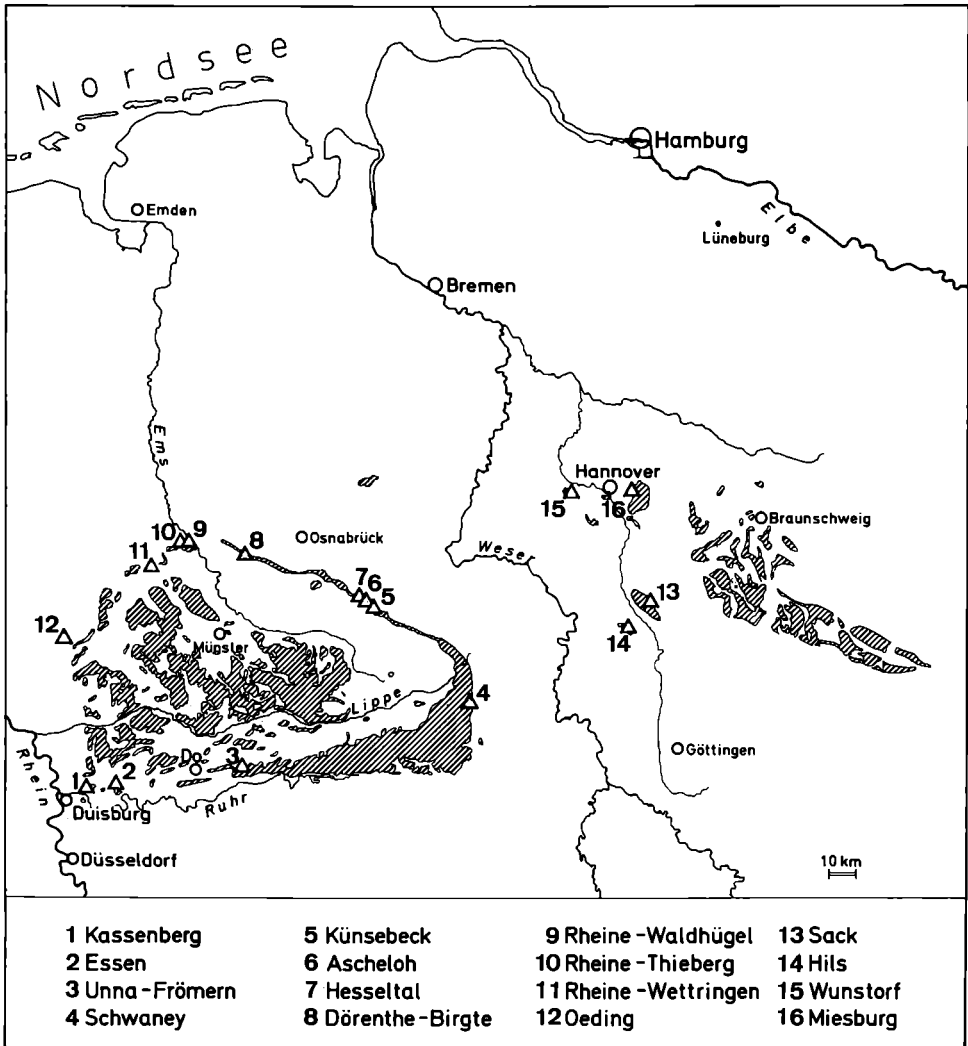 Nordsee
Hamburg
Elbe
Lüneburg
Emden
Bremen
Ems
Hannover
15
16
Braunschweig
10 9
8
Osnabrück
Weser
11
7 6 5
13
12
Münster
14
Lippe
4
Göttingen
Rhein
Do.
3
1
2
Ruhr
Duisburg
Düsseldorf
10 km
1 Kassenberg
2 Essen
3 Unna-Frömern
4 Schwaney
5 Künsebeck
6 Ascheloh
7 Hesseltal
8 Dörenthe-Birgte
9 Rheine-Waldhügel
10 Rheine-Thieberg
11 Rheine-Wettringen
12 Oeding
13 Sack
14 Hils
15 Wunstorf
16 Miesburg